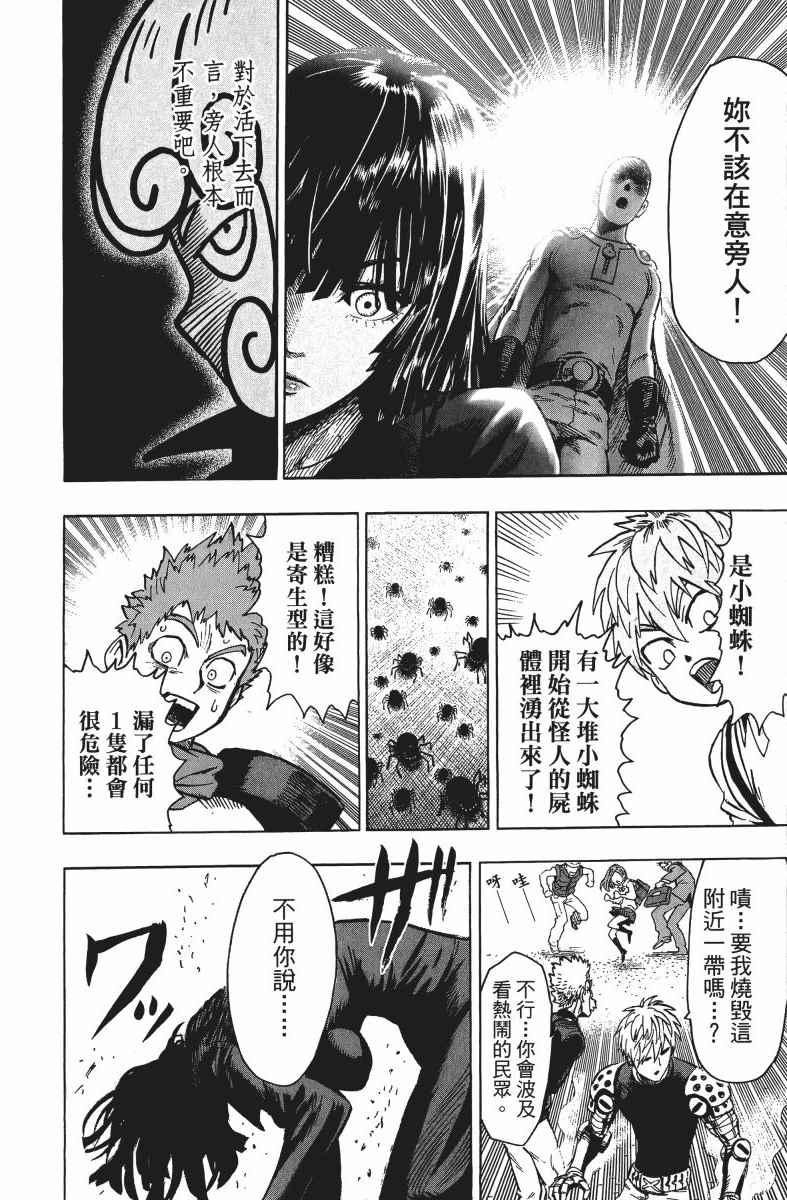 妳不該在意旁人！
對於活下去而
言，旁人根本
不重要吧。
是小蜘蛛！
有一大堆小蜘蛛
開始從怪人的屍
體裡湧出來了！
糟糕！這好像
是寄生型的！
漏了任何
1隻都會
很危險…
嘖…要我燒毀這
附近一帶嗎…？
哇——
呀——
不行…你會波及
看熱鬧的民眾。
ガガッ
不用你說……